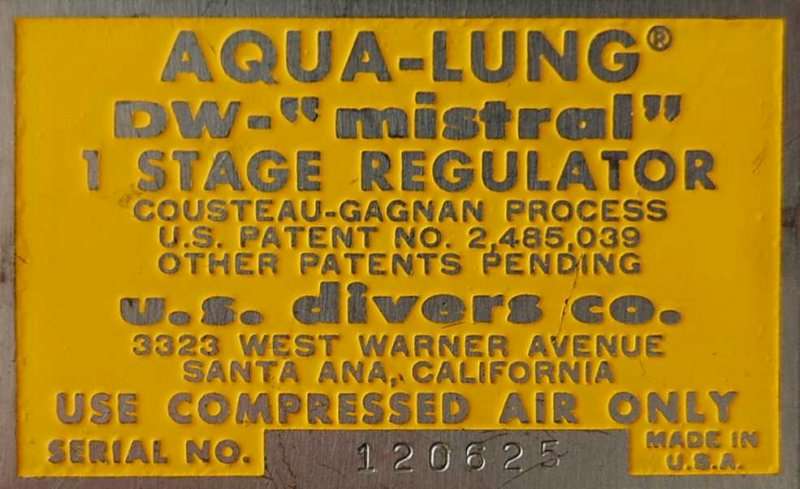 AQUA-LUNG®
DW-“mistral”
1 STAGE REGULATOR
COUSTEAU-GAGNAN PROCESS
U.S. PATENT NO. 2,485,039
OTHER PATENTS PENDING
u.s. divers co.
3323 WEST WARNER AVENUE
SANTA ANA, CALIFORNIA
USE COMPRESSED AIR ONLY
SERIAL NO. 120625 MADE IN
U.S.A.